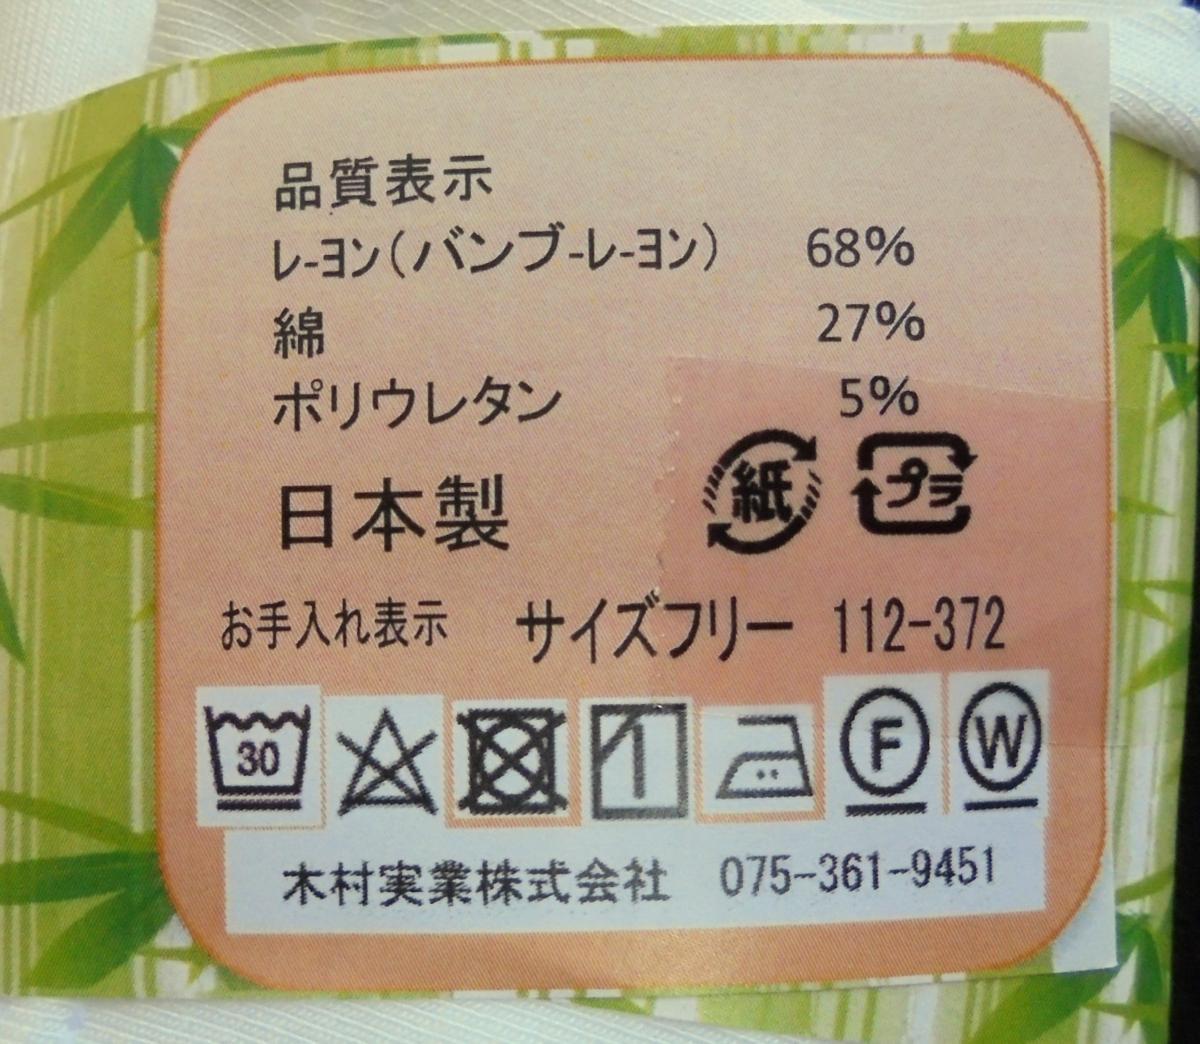 品質表示
レ-ヨン(バンブ-レ-ヨン) 68%
綿 27%
ポリウレタン 5%
日本製 紙 プラ
お手入れ表示 サイズフリー 112-372
30 F W
木村実業株式会社 075-361-9451